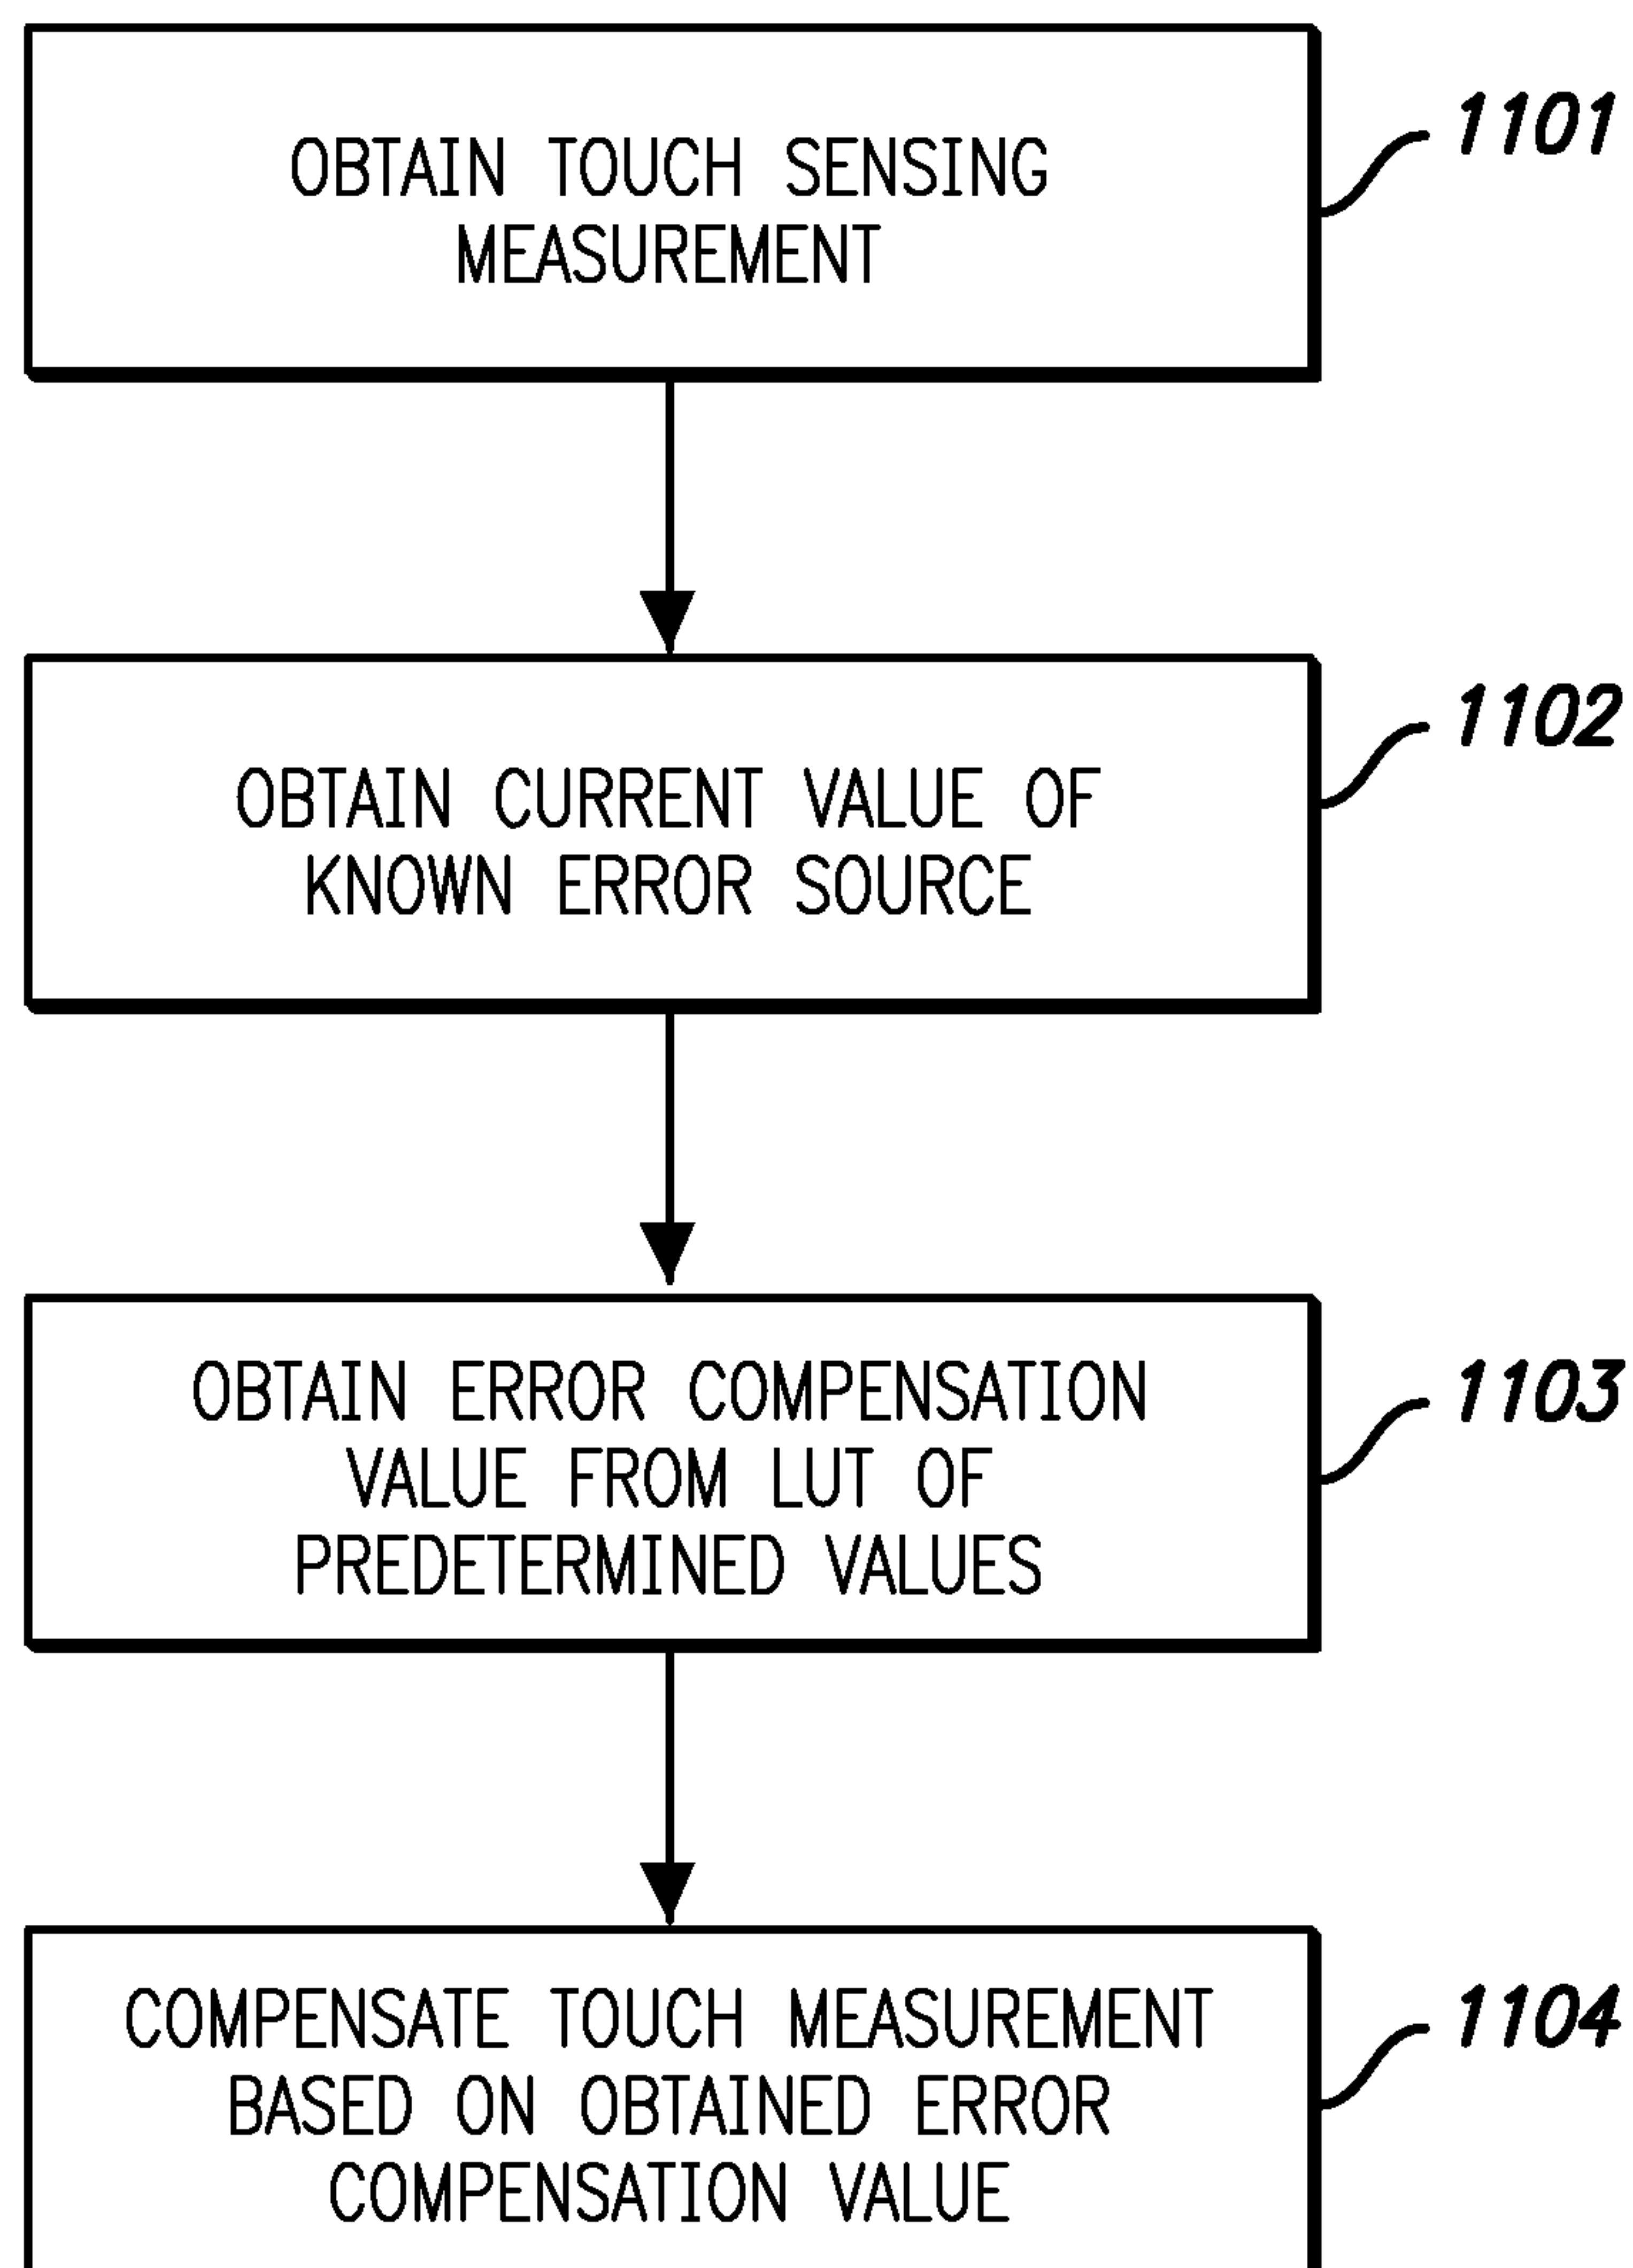 OBTAIN TOUCH SENSING
MEASUREMENT
1101
OBTAIN CURRENT VALUE OF
KNOWN ERROR SOURCE
1102
OBTAIN ERROR COMPENSATION
VALUE FROM LUT OF
PREDETERMINED VALUES
1103
COMPENSATE TOUCH MEASUREMENT
BASED ON OBTAINED ERROR
COMPENSATION VALUE
1104